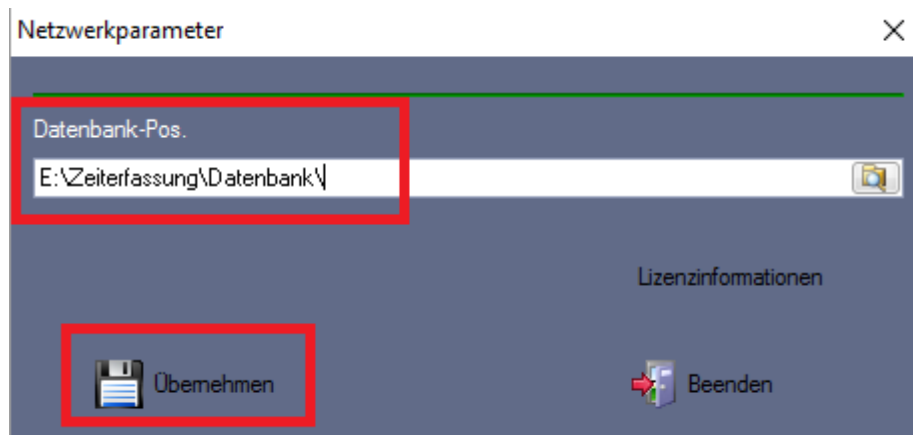 Netzwerkparameter
Datenbank-Pos.
E:\Zeiterfassung\Datenbank\
Lizenzinformationen
Übernehmen
Beenden